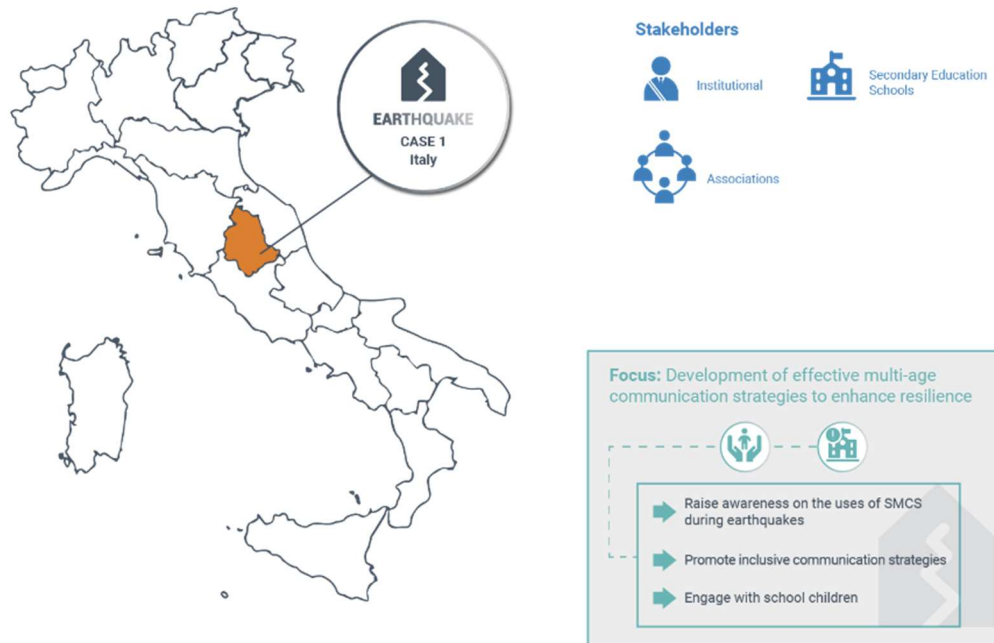 EARTHQUAKE
CASE 1
Italy
Stakeholders
Institutional
Secondary Education
Schools
Associations
Focus: Development of effective multi-age
communication strategies to enhance resilience
Raise awareness on the uses of SMCS
during earthquakes
Promote inclusive communication strategies
Engage with school children